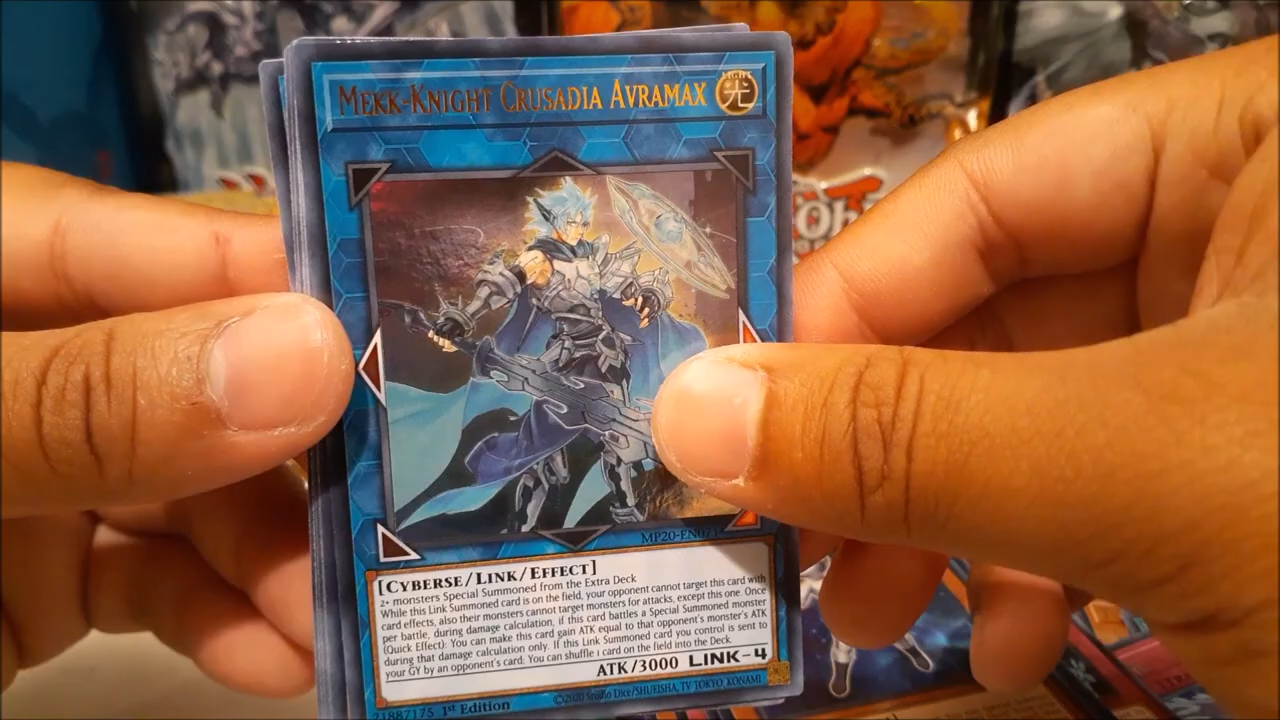 MEKK-KNIGHT CRUSADIA AVRAMAX
LIGHT
光
MP20-EN071
[CYBERSE/LINK/EFFECT]
2+ monsters Special Summoned from the Extra Deck
While this Link Summoned card is on the field, your opponent cannot target this card with
card effects, also their monsters cannot target monsters for attacks, except this one. Once
per battle, during damage calculation, if this card battles a Special Summoned monster
(Quick Effect): You can make this card gain ATK equal to that opponent's monster's ATK
during that damage calculation only. If this Link Summoned card you control is sent to
your GY by an opponent's card: You can shuffle 1 card on the field into the Deck.
ATK/3000 LINK-4
21887175 1st Edition
©2020 Studio Dice/SHUEISHA, TV TOKYO, KONAMI